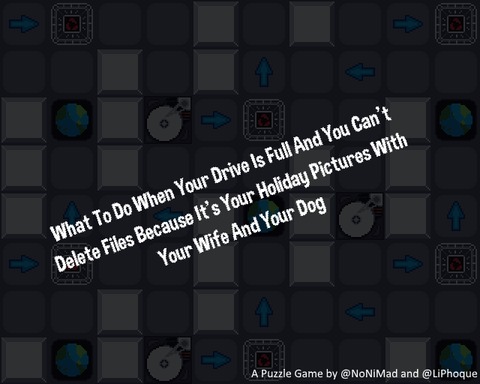 What To Do When Your Drive Is Full And You Can't
Delete Files Because It's Your Holiday Pictures With
Your Wife And Your Dog
A Puzzle Game by @NoNiMad and @LiPhoque